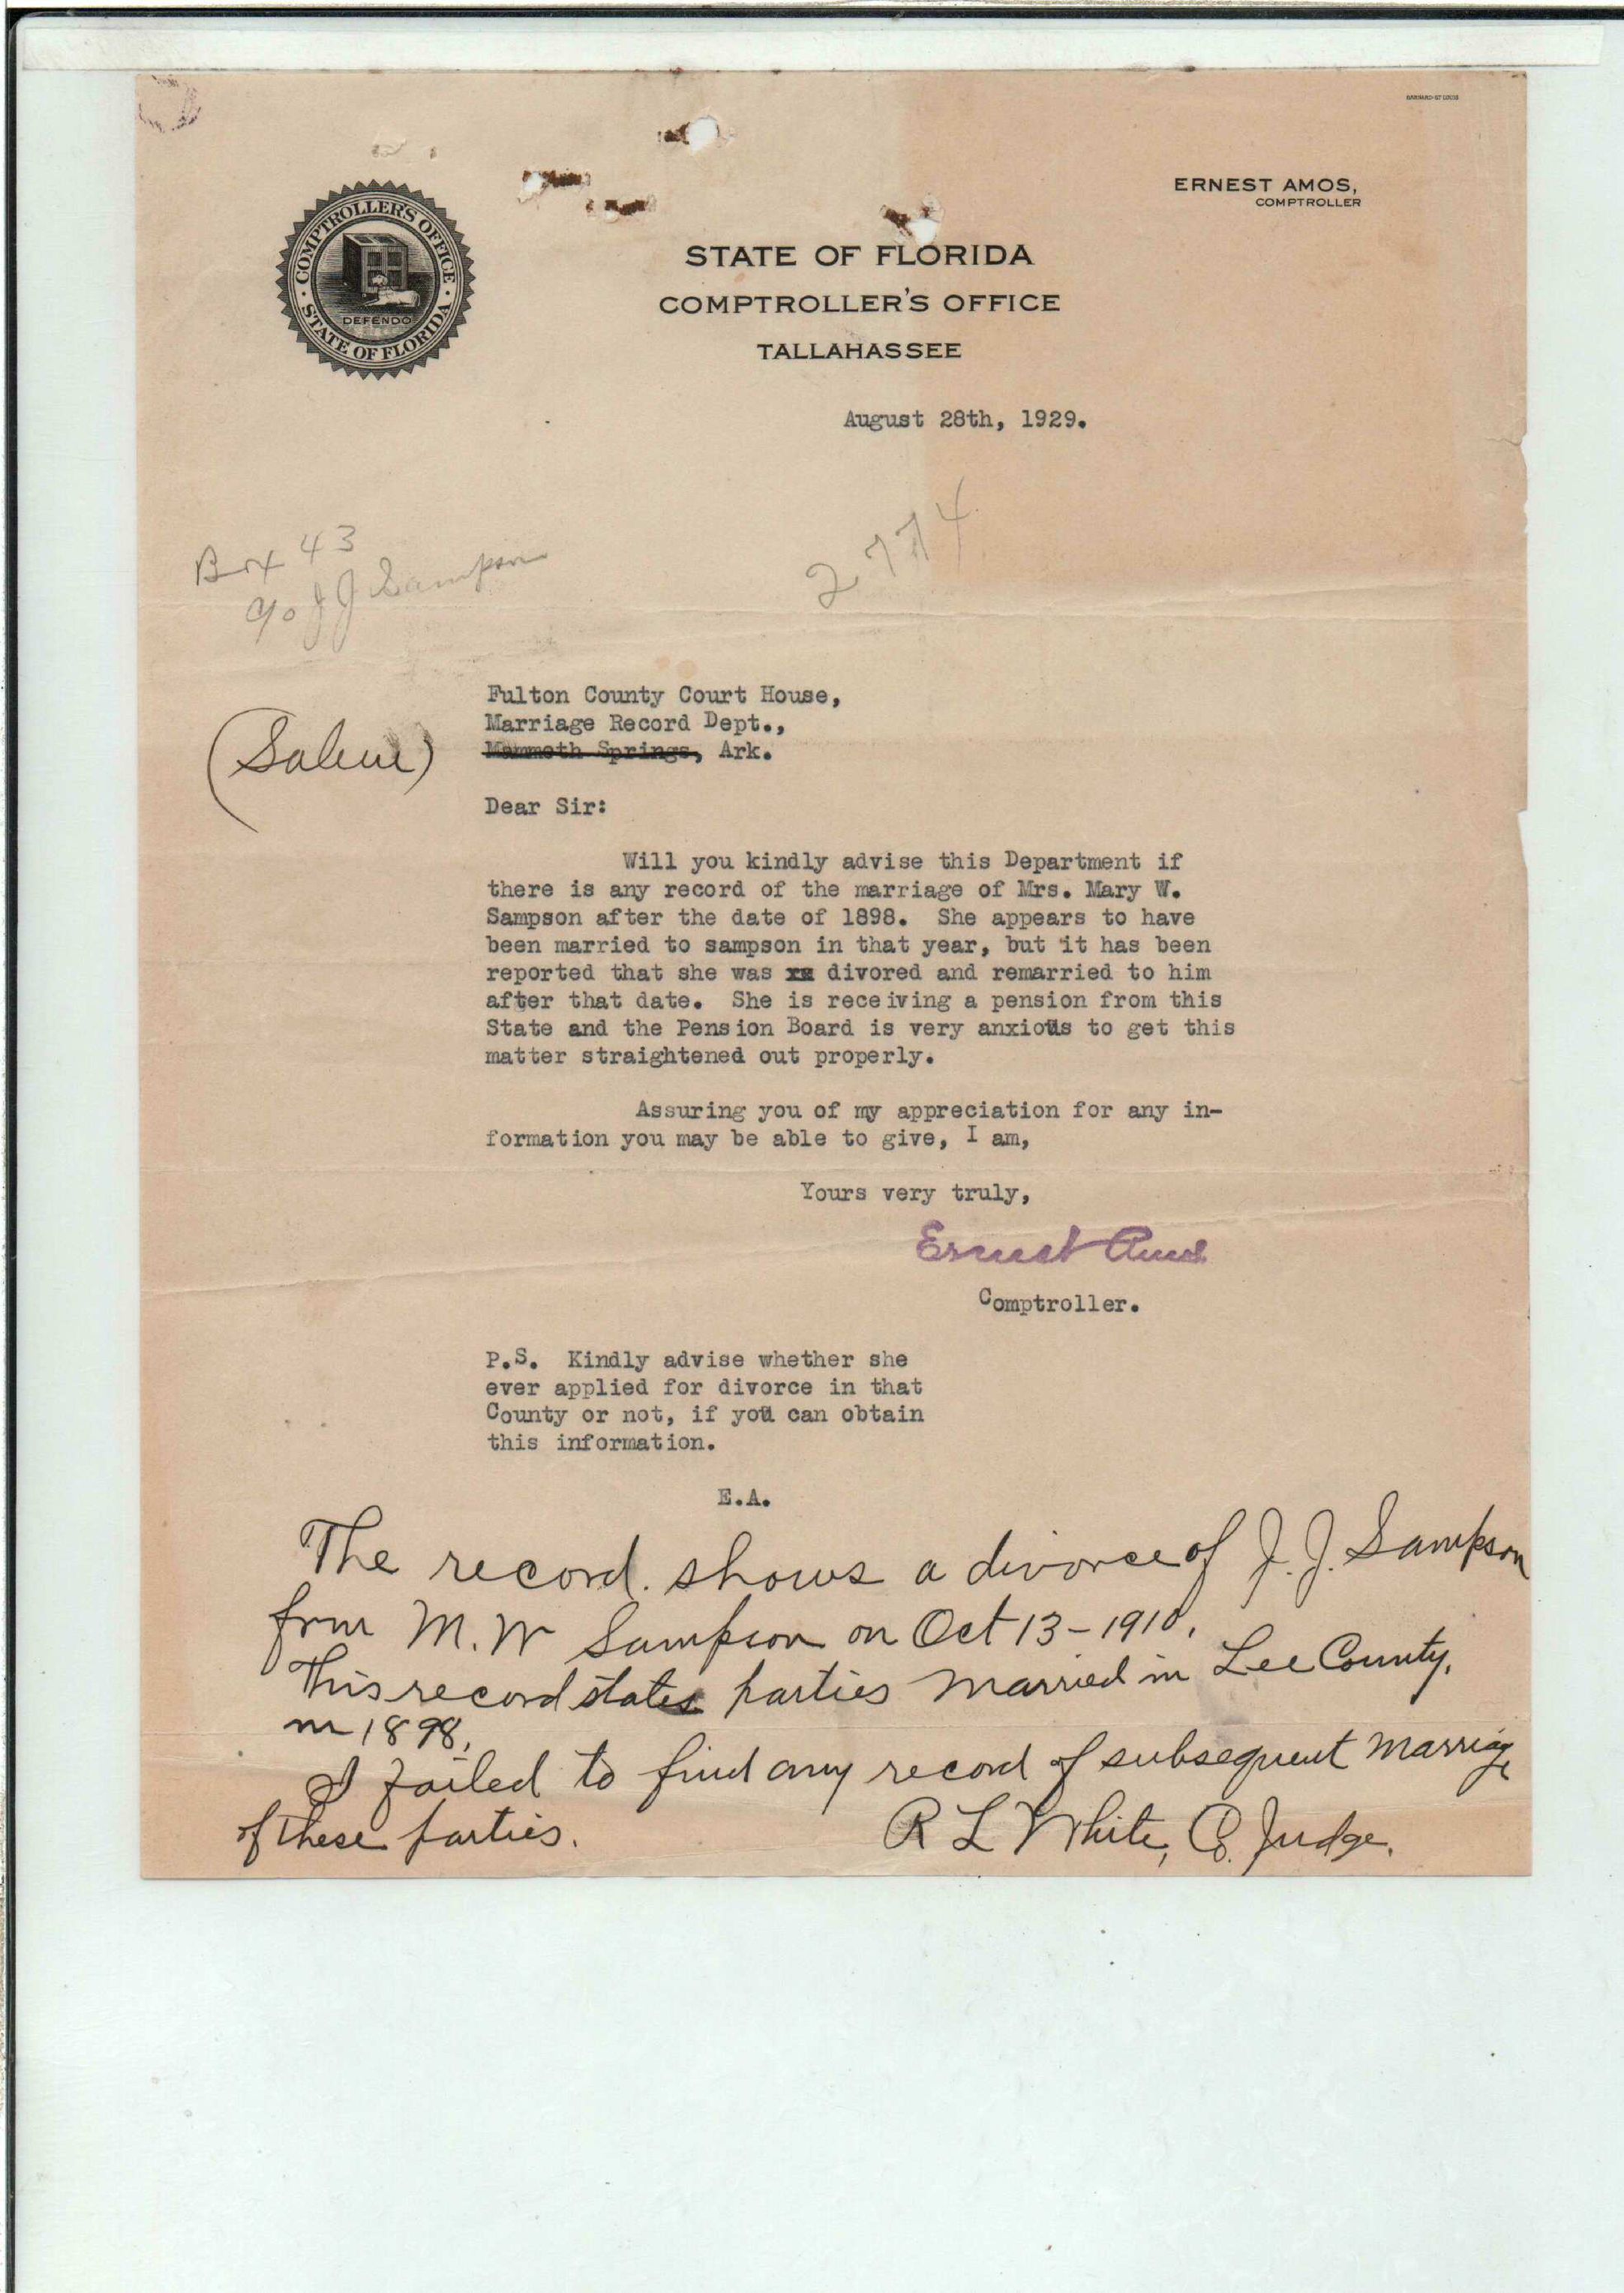 BARNARD-ST LOUIS
ERNEST AMOS,
COMPTROLLER
COMPTROLLER'S OFFICE
DEFENDO
STATE OF FLORIDA
STATE OF FLORIDA
COMPTROLLER'S OFFICE
TALLAHASSEE
August 28th, 1929.
2774
Box 43
c/o J J Sampson
Fulton County Court House,
Marriage Record Dept.,
(Salem)
Mammoth Springs, Ark.
Dear Sir:
Will you kindly advise this Department if
there is any record of the marriage of Mrs. Mary W.
Sampson after the date of 1898. She appears to have
been married to sampson in that year, but it has been
reported that she was xx divored and remarried to him
after that date. She is receiving a pension from this
State and the Pension Board is very anxious to get this
matter straightened out properly.
Assuring you of my appreciation for any in-
formation you may be able to give, I am,
Yours very truly,
Ernest Amos
Comptroller.
P.S. Kindly advise whether she
ever applied for divorce in that
County or not, if you can obtain
this information.
E.A.
The record shows a divorce of J. J. Sampson
from M. W Sampson on Oct 13-1910.
This record states parties married in Lee County,
in 1898.
I failed to find any record of subsequent marriage
of these parties.
R L White, Co. Judge.